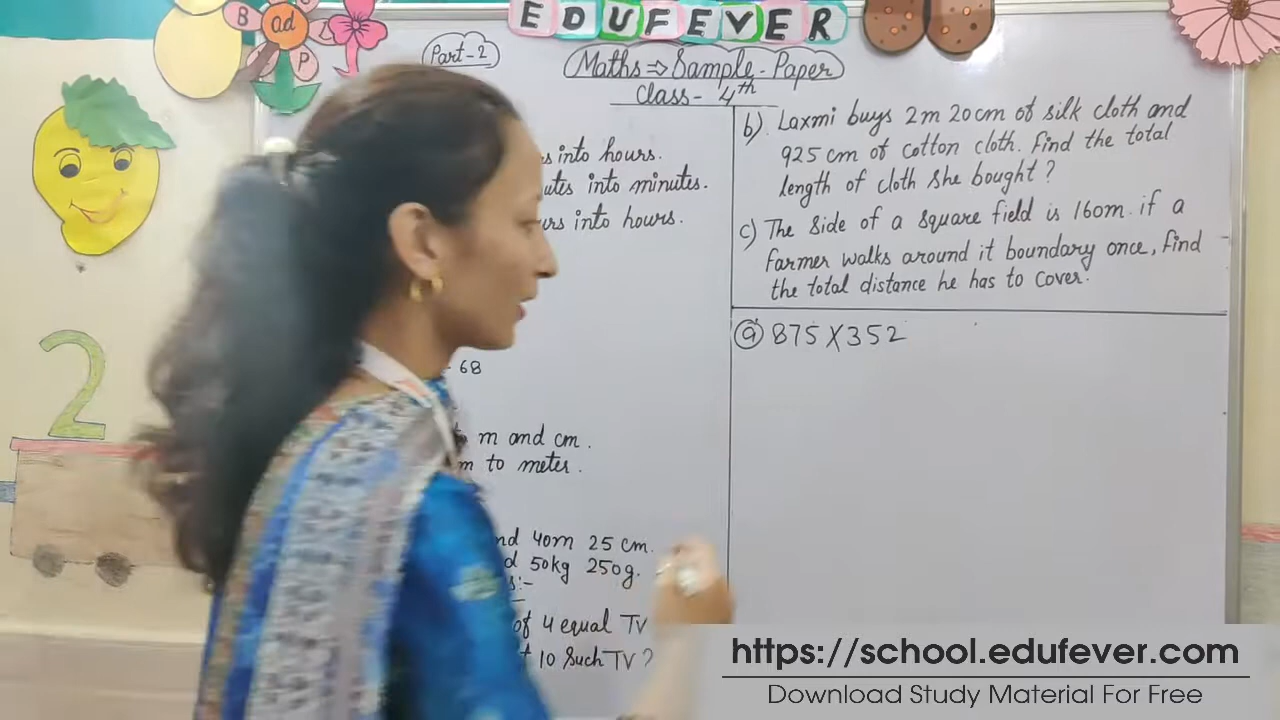 EDUFEVER
B ad P
Part-2
Maths ⇒ Sample-Paper
Class- 4th
into hours.
into minutes.
into hours.
68
m and cm.
to meter.
40m 25 cm.
50kg 250g.
of 4 equal TV
10 Such TV?
b). Laxmi buys 2m 20cm of silk cloth and
925 cm of cotton cloth. Find the total
length of cloth she bought?
c) The side of a square field is 160m. if a
farmer walks around it boundary once, Find
the total distance he has to cover.
2
a 875 X 352
https://school.edufever.com
Download Study Material For Free